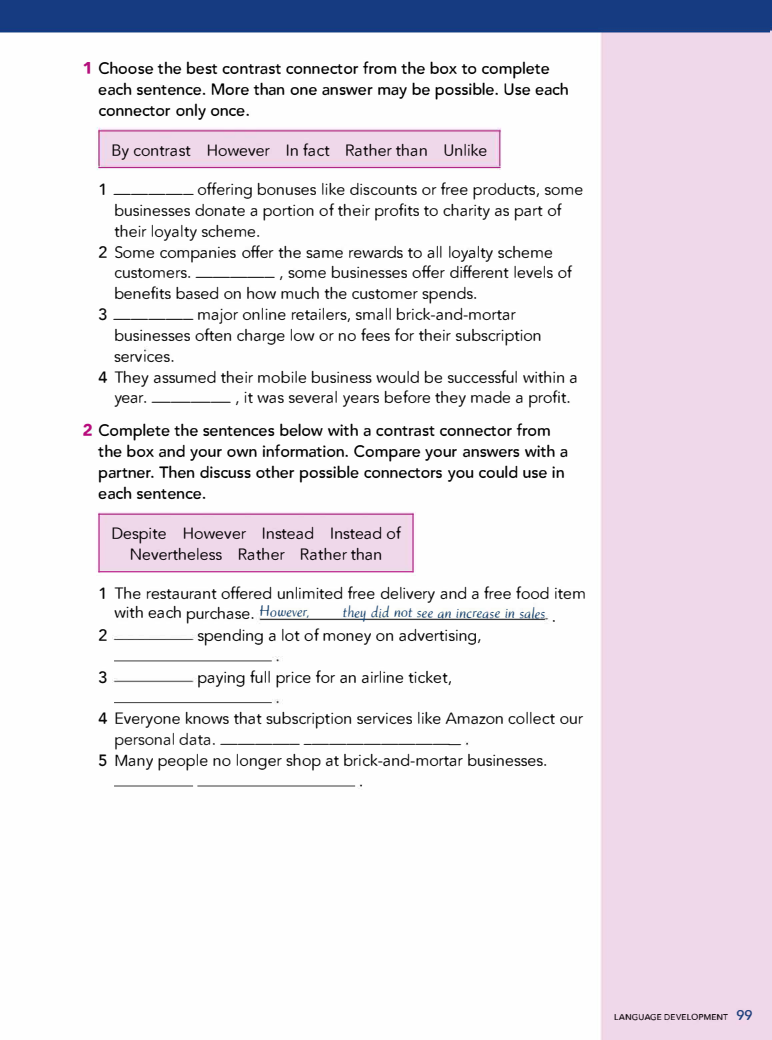 1 Choose the best contrast connector from the box to complete
each sentence. More than one answer may be possible. Use each
connector only once.
By contrast However In fact Rather than Unlike
1 _________ offering bonuses like discounts or free products, some
businesses donate a portion of their profits to charity as part of
their loyalty scheme.
2 Some companies offer the same rewards to all loyalty scheme
customers. _________ , some businesses offer different levels of
benefits based on how much the customer spends.
3 _________ major online retailers, small brick-and-mortar
businesses often charge low or no fees for their subscription
services.
4 They assumed their mobile business would be successful within a
year. _________ , it was several years before they made a profit.
2 Complete the sentences below with a contrast connector from
the box and your own information. Compare your answers with a
partner. Then discuss other possible connectors you could use in
each sentence.
Despite However Instead Instead of
Nevertheless Rather Rather than
1 The restaurant offered unlimited free delivery and a free food item
with each purchase. However, they did not see an increase in sales .
2 _________ spending a lot of money on advertising,
__________________ .
3 _________ paying full price for an airline ticket,
__________________ .
4 Everyone knows that subscription services like Amazon collect our
personal data. _________ __________________ .
5 Many people no longer shop at brick-and-mortar businesses.
_________ __________________ .
LANGUAGE DEVELOPMENT 99